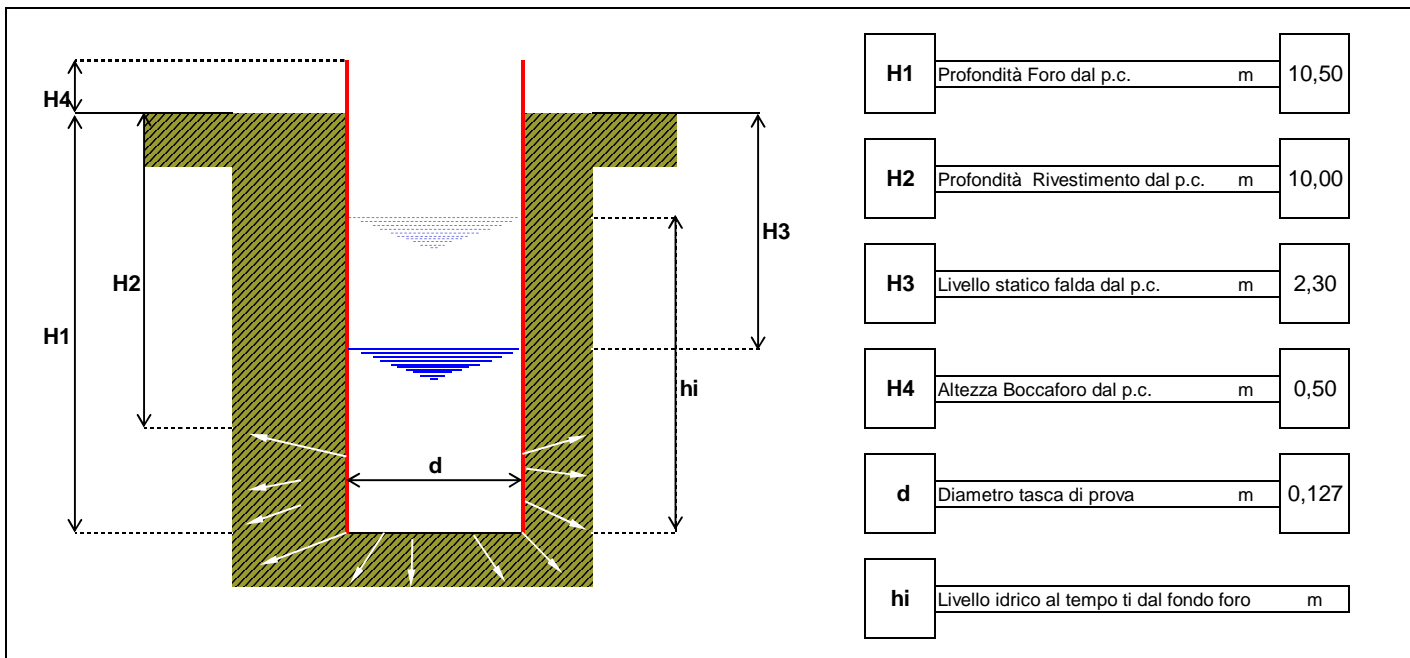 H4
H2
H1
H3
hi
d
H1 Profondità Foro dal p.c. m 10,50
H2 Profondità Rivestimento dal p.c. m 10,00
H3 Livello statico falda dal p.c. m 2,30
H4 Altezza Boccaforo dal p.c. m 0,50
d Diametro tasca di prova m 0,127
hi Livello idrico al tempo ti dal fondo foro m